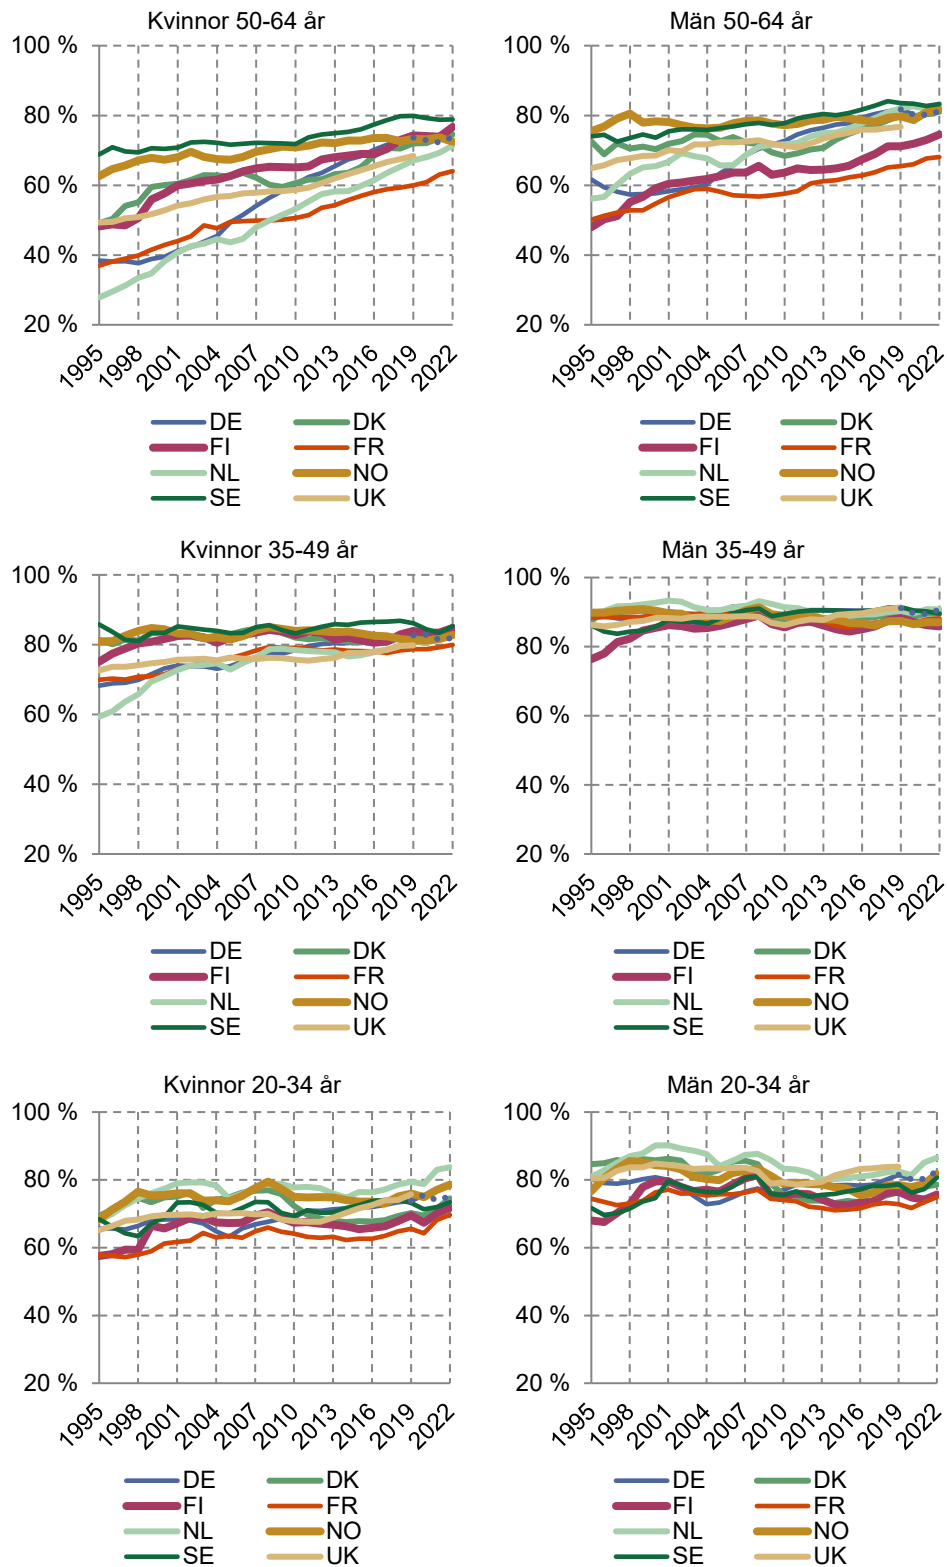 Kvinnor 50-64 år
100 %
80 %
60 %
40 %
20 %
1995 1998 2001 2004 2007 2010 2013 2016 2019 2022
DE DK
FI FR
NL NO
SE UK
Män 50-64 år
100 %
80 %
60 %
40 %
20 %
1995 1998 2001 2004 2007 2010 2013 2016 2019 2022
DE DK
FI FR
NL NO
SE UK
Kvinnor 35-49 år
100 %
80 %
60 %
40 %
20 %
1995 1998 2001 2004 2007 2010 2013 2016 2019 2022
DE DK
FI FR
NL NO
SE UK
Män 35-49 år
100 %
80 %
60 %
40 %
20 %
1995 1998 2001 2004 2007 2010 2013 2016 2019 2022
DE DK
FI FR
NL NO
SE UK
Kvinnor 20-34 år
100 %
80 %
60 %
40 %
20 %
1995 1998 2001 2004 2007 2010 2013 2016 2019 2022
DE DK
FI FR
NL NO
SE UK
Män 20-34 år
100 %
80 %
60 %
40 %
20 %
1995 1998 2001 2004 2007 2010 2013 2016 2019 2022
DE DK
FI FR
NL NO
SE UK